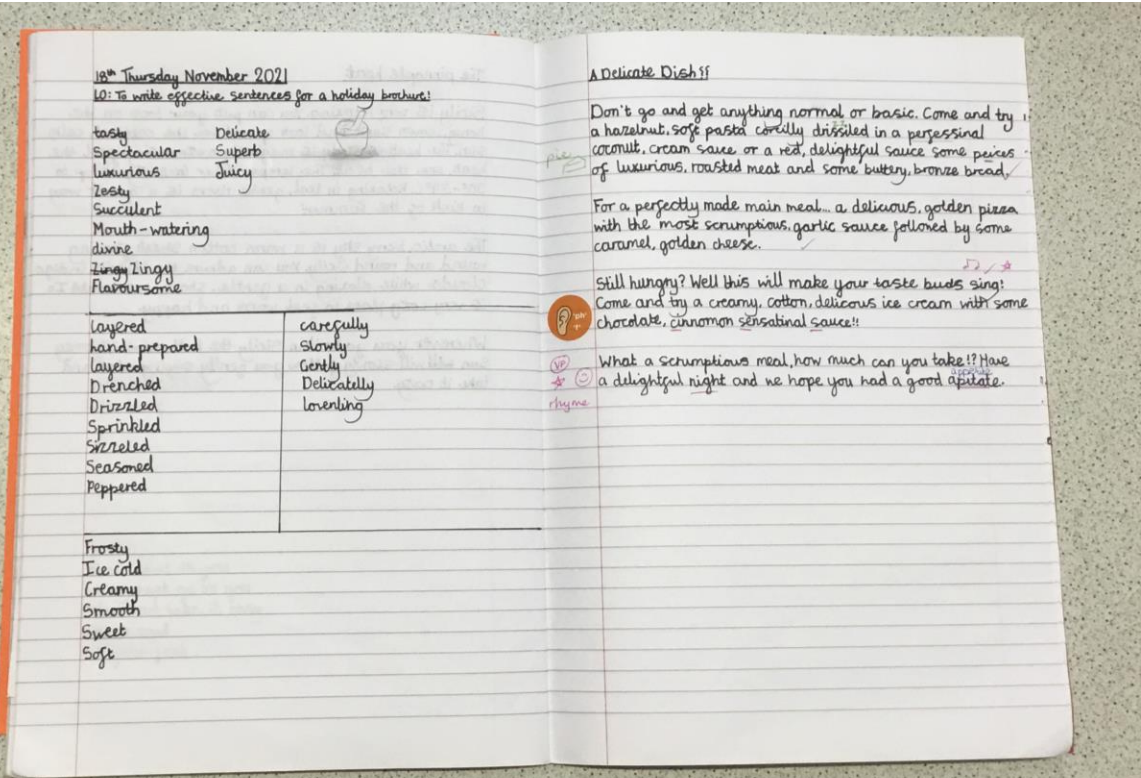 18th Thursday November 2021
LO: To write effective sentences for a holiday brochure!
tasty
Spectacular
luxurious
Zesty
Succulent
Mouth-watering
divine
Zingy Zingy
Flavoursome
Delicate
Superb
Juicy
layered
hand-prepared
layered
Drenched
Drizzled
Sprinkled
Sizzeled
Seasoned
Peppered
carefully
Slowly
Gently
Delicatelly
lovenling
Frosty
Ice cold
Creamy
Smooth
Sweet
Soft
A Delicate Dish!!
Don't go and get anything normal or basic. Come and try
a hazelnut, soft pasta drissiled in a perfessinal
coconut, cream sauce or a red, delightful sauce some peices
pie
of luxurious, roasted meat and some buttery, bronze bread.
For a perfectly made main meal... a delicious, golden pizza
with the most scrumptious, garlic sauce followed by some
caramel, golden cheese.
Still hungry? Well this will make your taste buds sing!
Come and try a creamy, cotton, delicous ice cream with some
chocolate, cinnomon sensatinal sauce!!
What a scrumptious meal, how much can you take!? Have
appetite
a delightful night and we hope you had a good apitate.
VF
rhyme